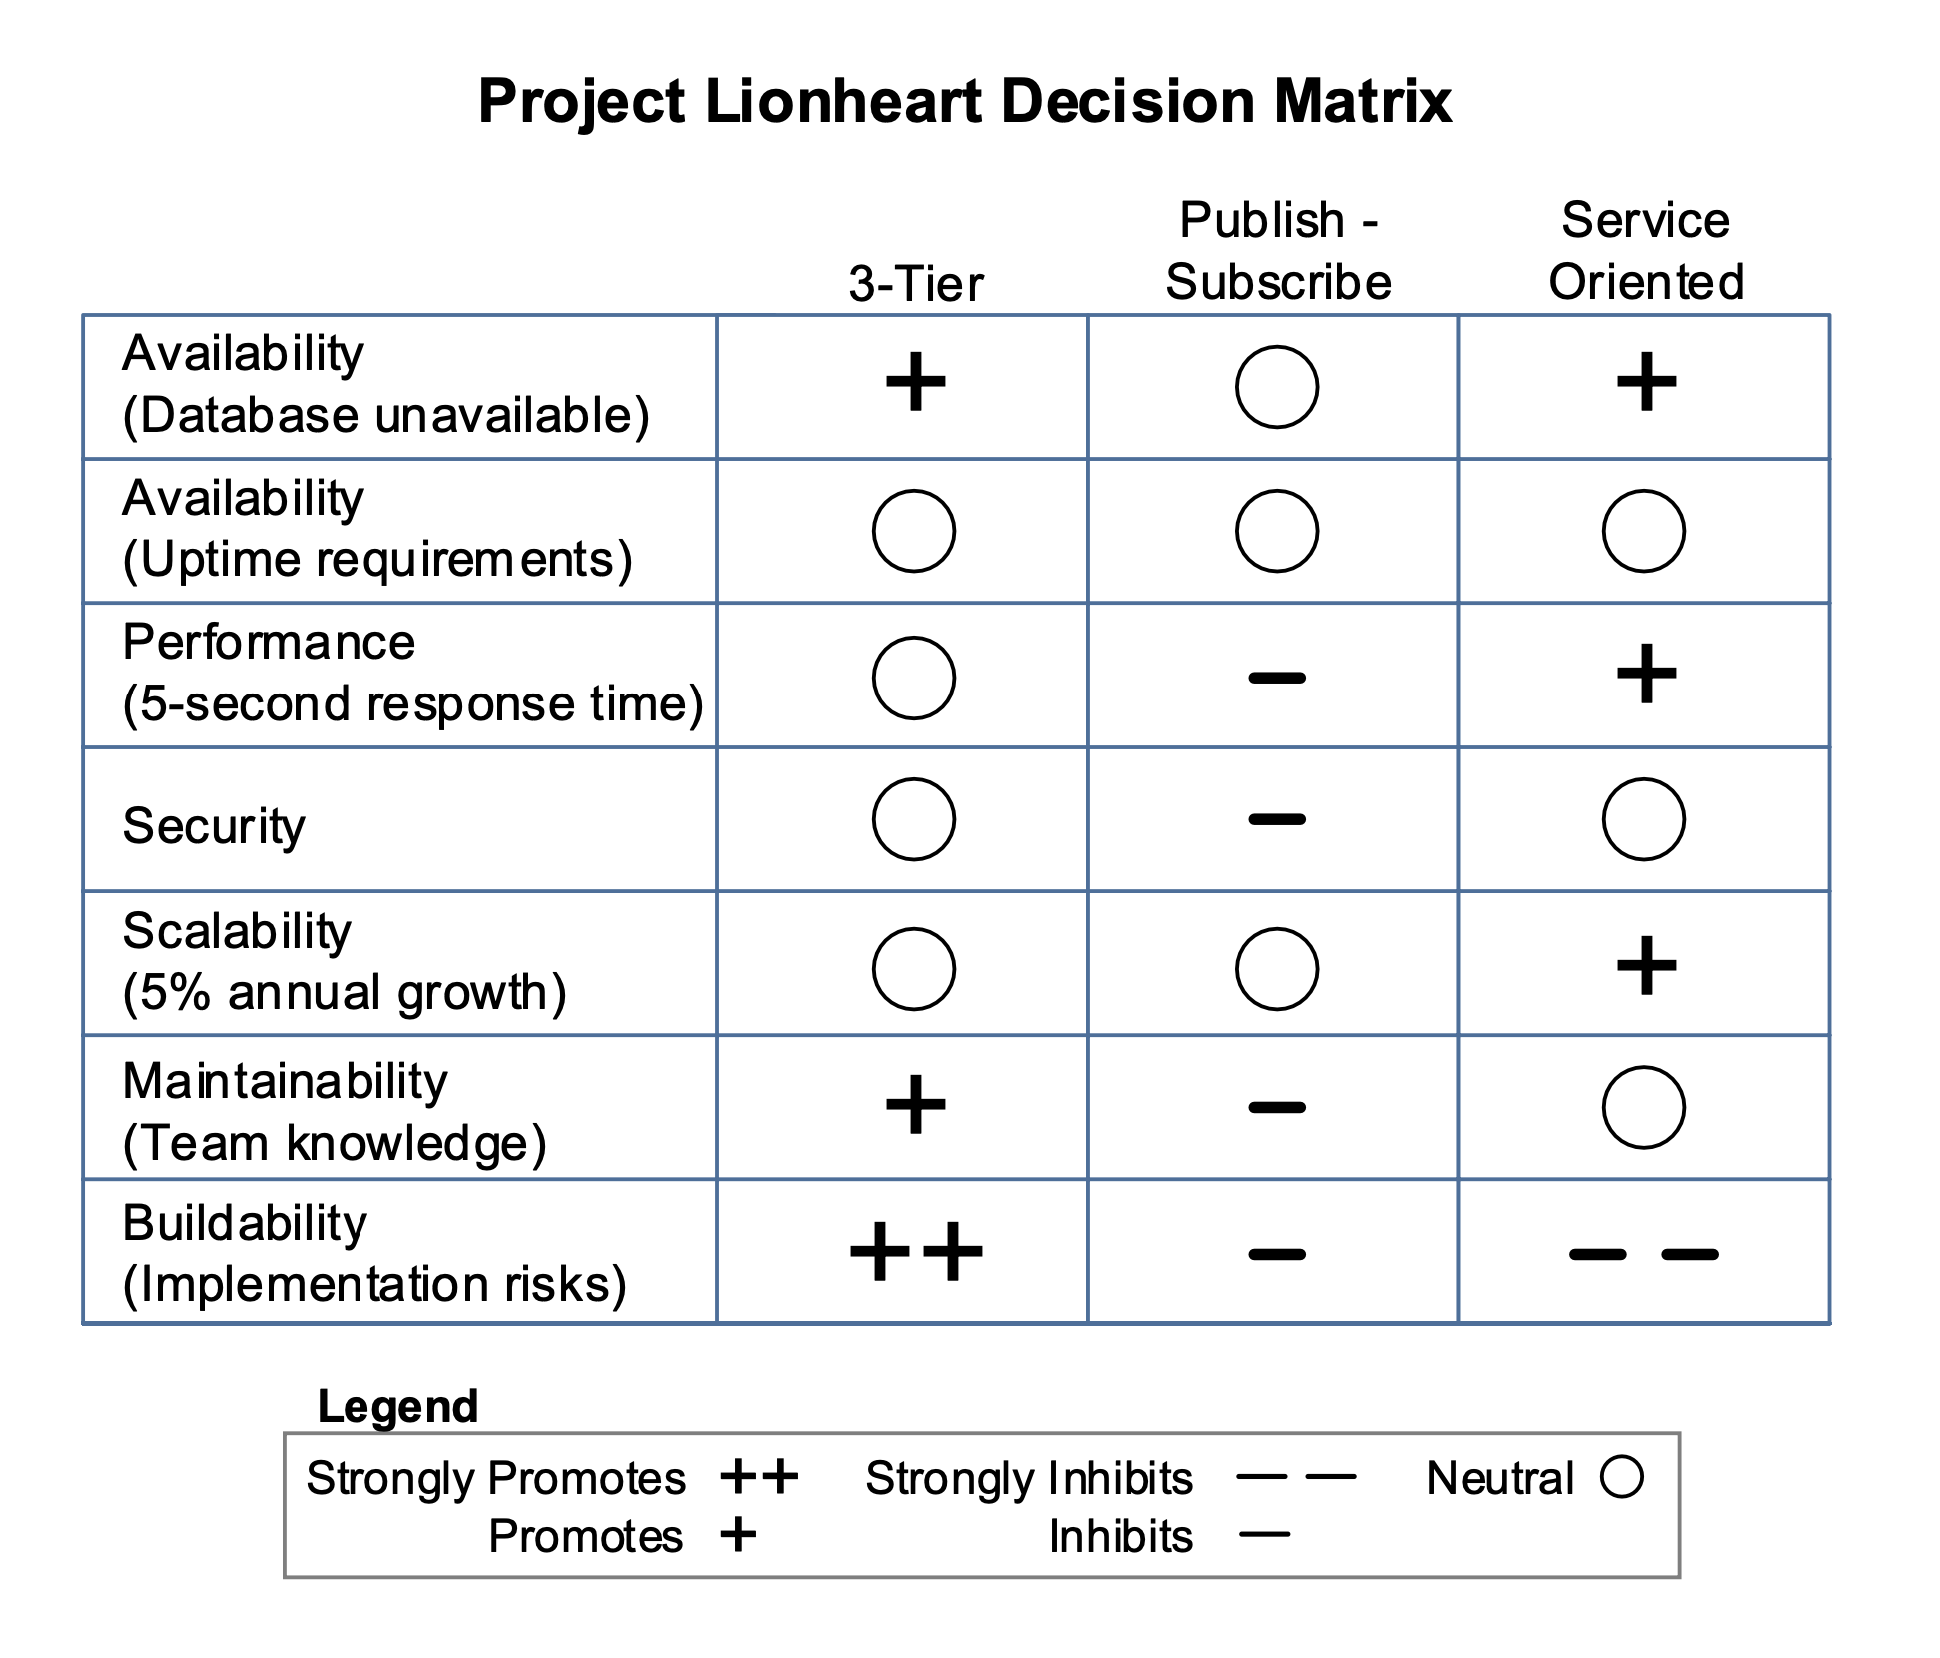 Project Lionheart Decision Matrix
3-Tier
Publish -
Subscribe
Service
Oriented
Availability
(Database unavailable)
+
+
Availability
(Uptime requirements)
Performance
(5-second response time)
–
+
Security
–
Scalability
(5% annual growth)
+
Maintainability
(Team knowledge)
+
–
Buildability
(Implementation risks)
++
–
– –
Legend
Strongly Promotes ++
Promotes +
Strongly Inhibits – –
Inhibits –
Neutral